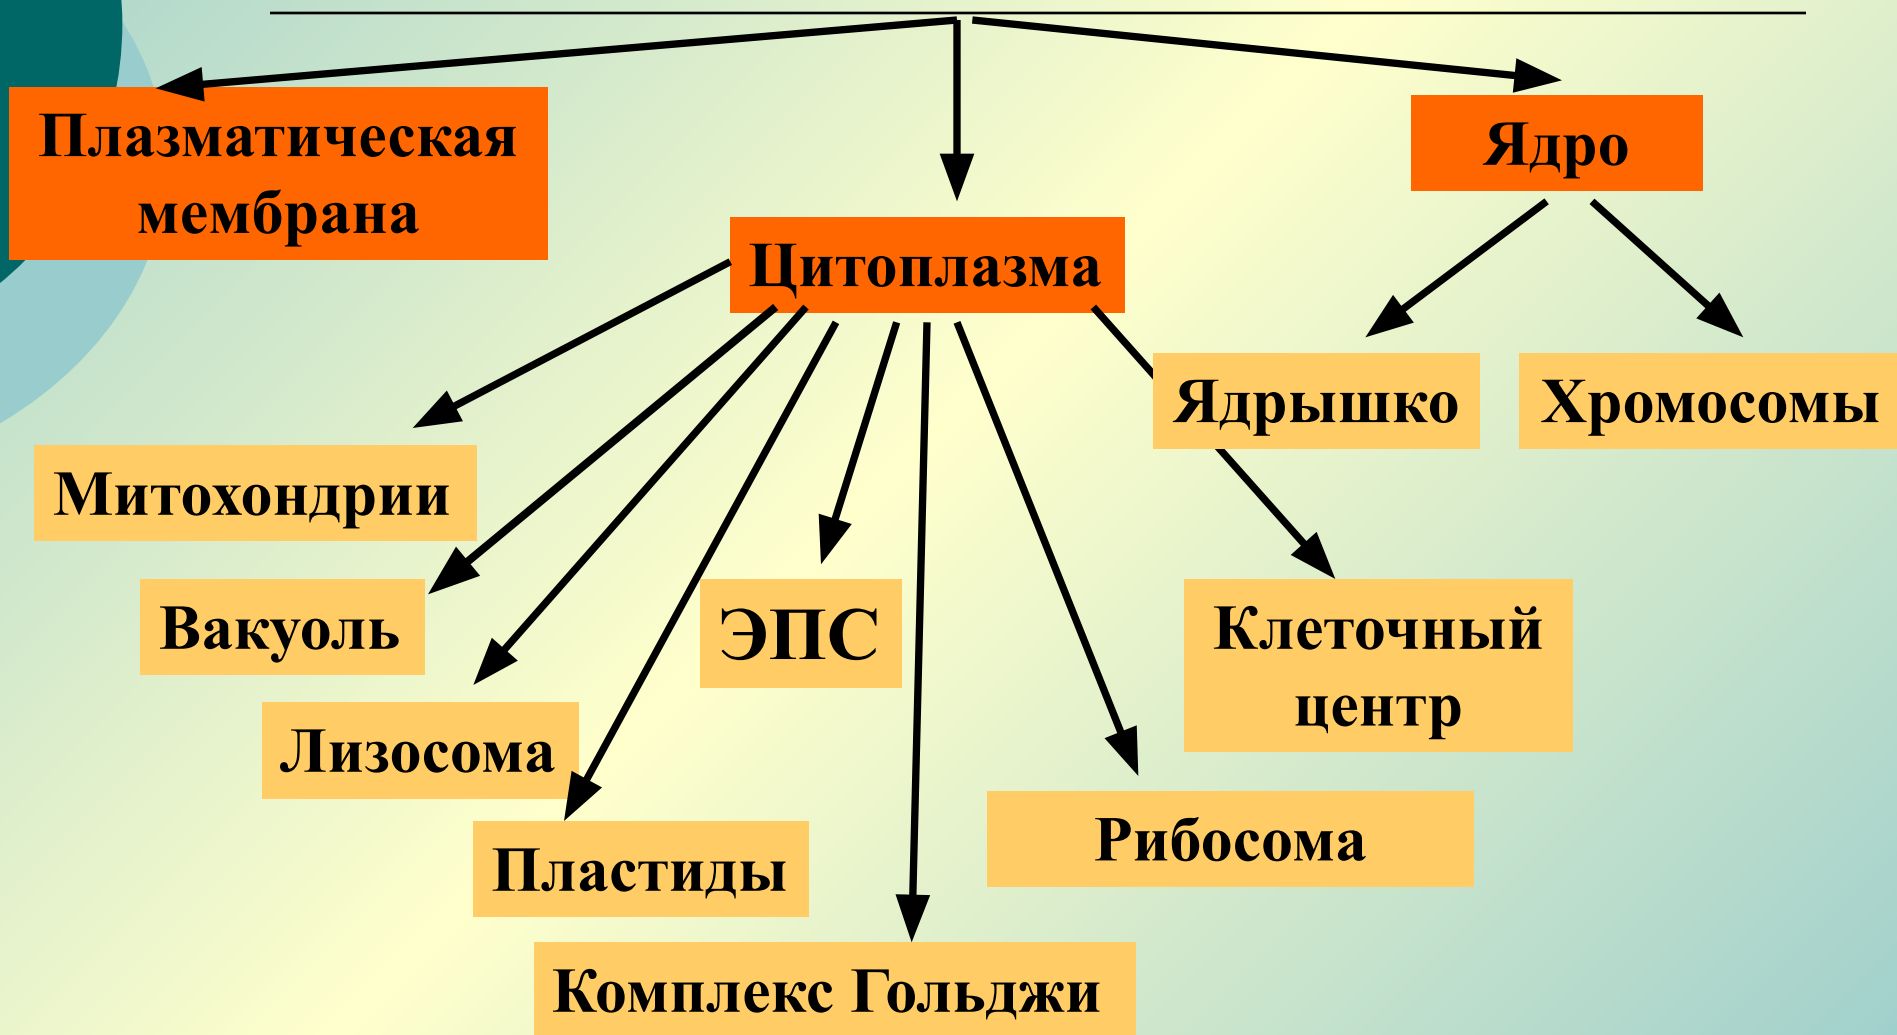 Плазматическая
мембрана
Ядро
Цитоплазма
Ядрышко
Хромосомы
Митохондрии
Вакуоль
ЭПС
Клеточный
центр
Лизосома
Рибосома
Пластиды
Комплекс Гольджи